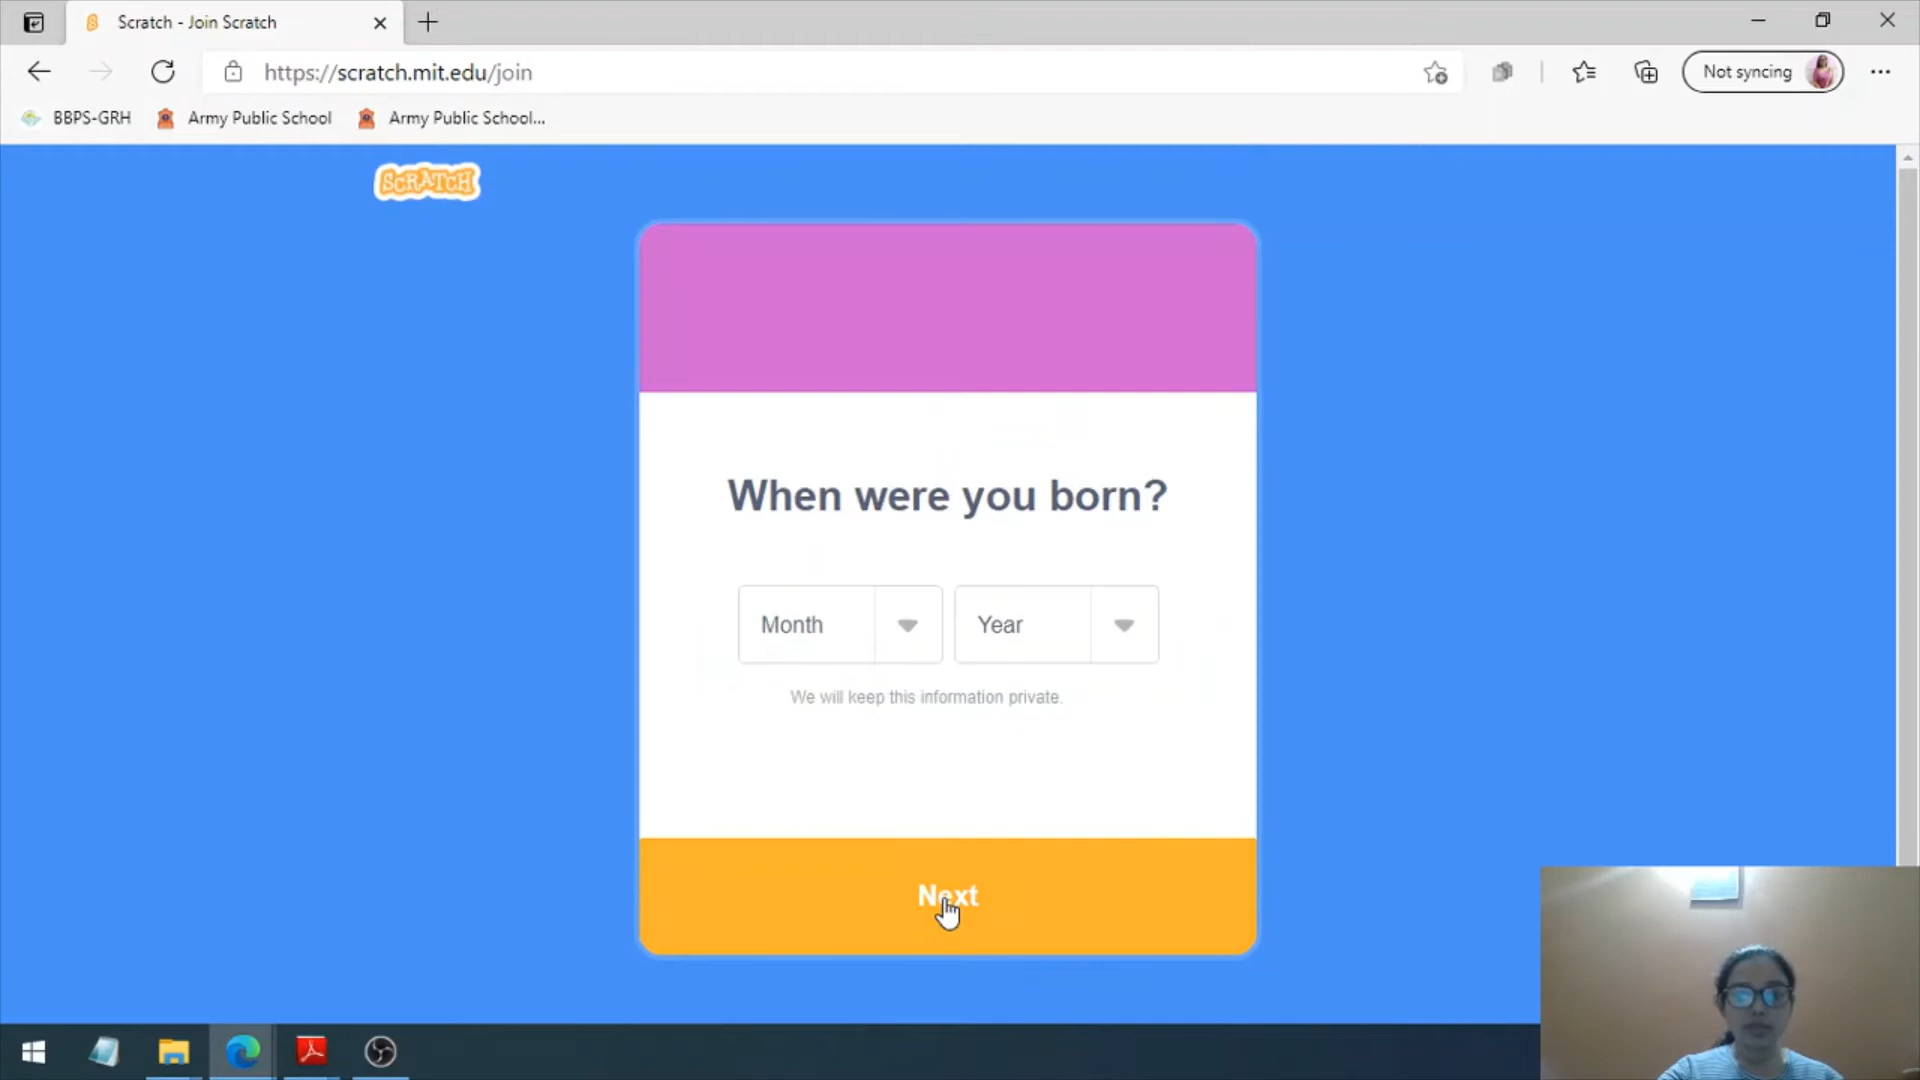 Scratch - Join Scratch
https://scratch.mit.edu/join
Not syncing
BBPS-GRH
Army Public School
Army Public School...
SCRATCH
When were you born?
Month
Year
We will keep this information private.
Next